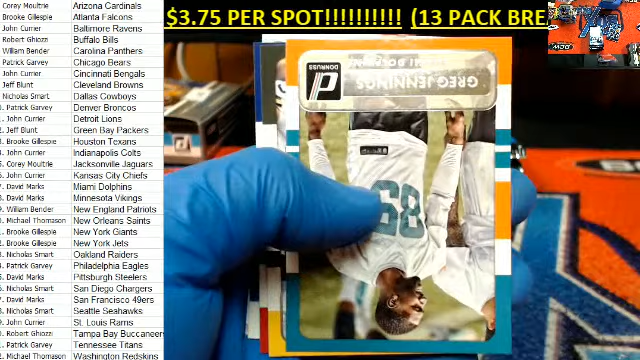 Corey Moultrie Arizona Cardinals
Brooke Gillespie Atlanta Falcons
John Currier Baltimore Ravens
Robert Ghiozzi Buffalo Bills
William Bender Carolina Panthers
Patrick Garvey Chicago Bears
John Currier Cincinnati Bengals
Jeff Blunt Cleveland Browns
Nicholas Smart Dallas Cowboys
Patrick Garvey Denver Broncos
John Currier Detroit Lions
Jeff Blunt Green Bay Packers
Brooke Gillespie Houston Texans
John Currier Indianapolis Colts
Corey Moultrie Jacksonville Jaguars
John Currier Kansas City Chiefs
David Marks Miami Dolphins
David Marks Minnesota Vikings
William Bender New England Patriots
Michael Thomason New Orleans Saints
Brooke Gillespie New York Giants
Brooke Gillespie New York Jets
Nicholas Smart Oakland Raiders
Patrick Garvey Philadelphia Eagles
David Marks Pittsburgh Steelers
Nicholas Smart San Diego Chargers
David Marks San Francisco 49ers
Nicholas Smart Seattle Seahawks
John Currier St. Louis Rams
Robert Ghiozzi Tampa Bay Buccaneers
Patrick Garvey Tennessee Titans
Michael Thomason Washington Redskins
$3.75 PER SPOT!!!!!!!!!! (13 PACK BRE
DONRUSS
GREG JENNINGS
89